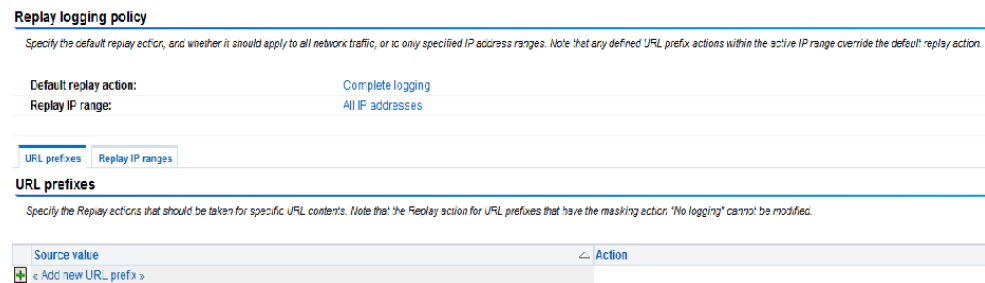 Replay logging policy
Specify the default replay action, and whether it should apply to all network traffic, or to only specified IP address ranges. Note that any defined URL prefix actions within the active IP range override the default replay action.
Default replay action: Complete logging
Replay IP range: All IP addresses
URL prefixes Replay IP ranges
URL prefixes
Specify the Replay actions that should be taken for specific URL contents. Note that the Replay action for URL prefixes that have the masking action "No logging" cannot be modified.
Source value Action
« Add new URL prefix »